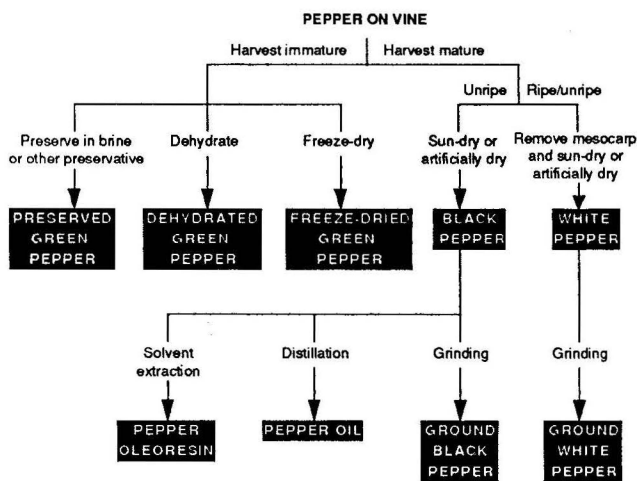 PEPPER ON VINE
Harvest immature
Harvest mature
Unripe
Ripe/unripe
Preserve in brine
or other preservative
Dehydrate
Freeze-dry
Sun-dry or
artificially dry
Remove mesocarp
and sun-dry or
artificially dry
PRESERVED
GREEN
PEPPER
DEHYDRATED
GREEN
PEPPER
FREEZE-DRIED
GREEN
PEPPER
BLACK
PEPPER
WHITE
PEPPER
Solvent
extraction
Distillation
Grinding
Grinding
PEPPER
OLEORESIN
PEPPER OIL
GROUND
BLACK
PEPPER
GROUND
WHITE
PEPPER